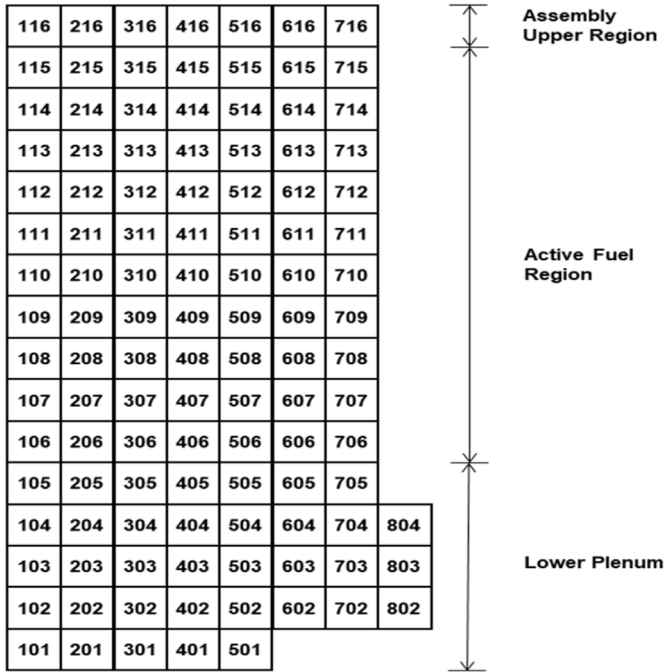 116 216 316 416 516 616 716
Assembly
Upper Region
115 215 315 415 515 615 715
114 214 314 414 514 614 714
113 213 313 413 513 613 713
112 212 312 412 512 612 712
111 211 311 411 511 611 711
Active Fuel
Region
110 210 310 410 510 610 710
109 209 309 409 509 609 709
108 208 308 408 508 608 708
107 207 307 407 507 607 707
106 206 306 406 506 606 706
105 205 305 405 505 605 705
104 204 304 404 504 604 704 804
103 203 303 403 503 603 703 803
Lower Plenum
102 202 302 402 502 602 702 802
101 201 301 401 501